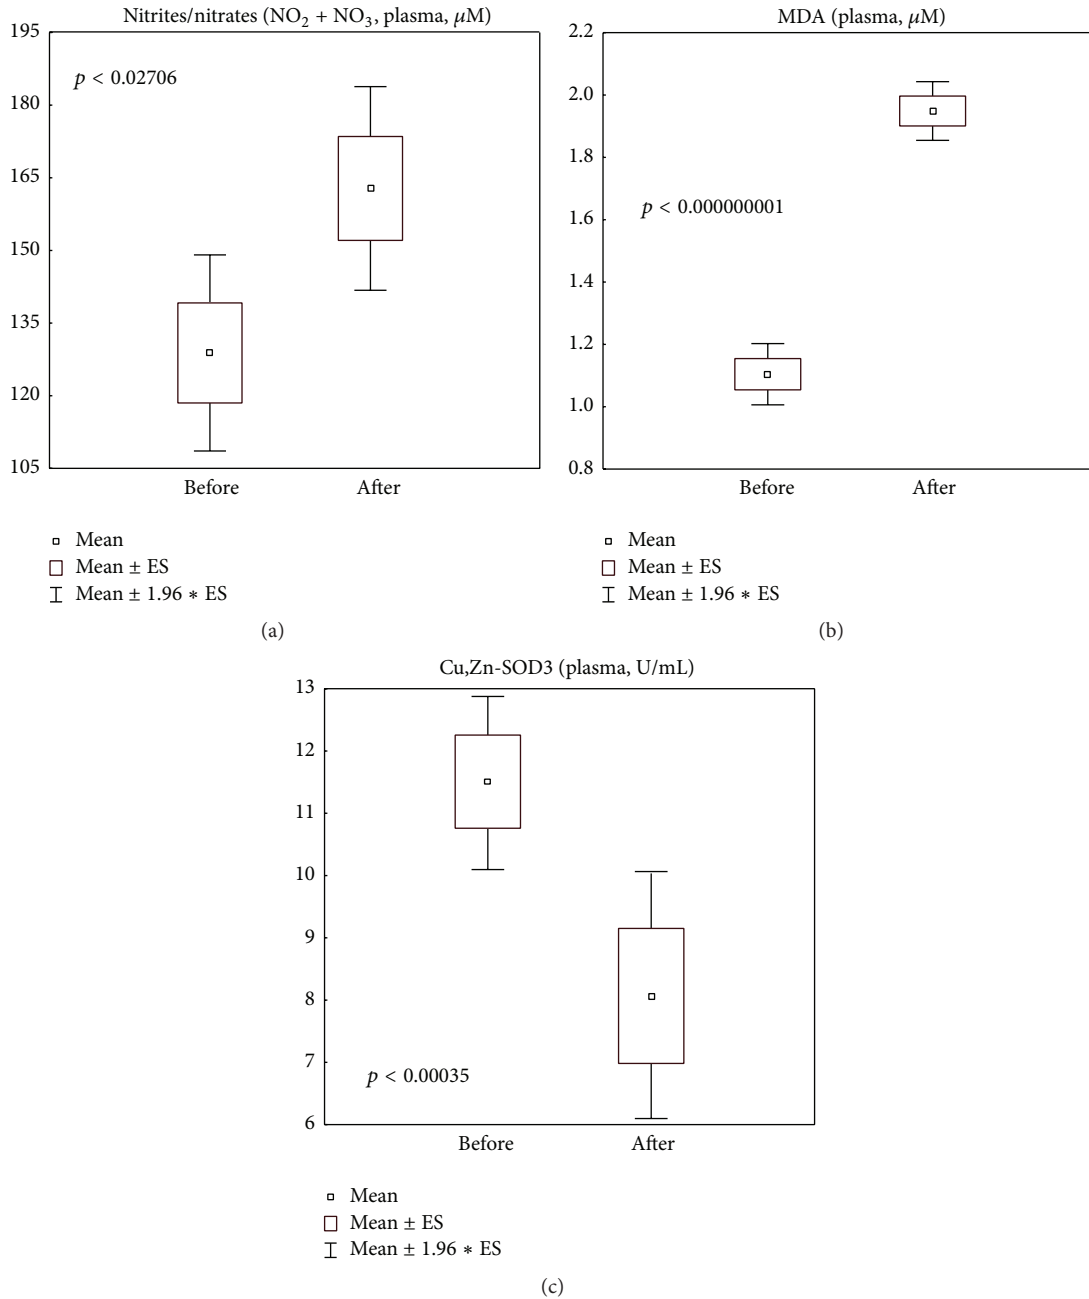 Nitrites/nitrates (NO2 + NO3, plasma, μM)
195
180
165
150
135
120
105
p < 0.02706
Before After
Mean
Mean ± ES
Mean ± 1.96 ∗ ES
(a)
MDA (plasma, μM)
2.2
2.0
1.8
1.6
1.4
1.2
1.0
0.8
p < 0.000000001
Before After
Mean
Mean ± ES
Mean ± 1.96 ∗ ES
(b)
Cu,Zn-SOD3 (plasma, U/mL)
13
12
11
10
9
8
7
6
p < 0.00035
Before After
Mean
Mean ± ES
Mean ± 1.96 ∗ ES
(c)